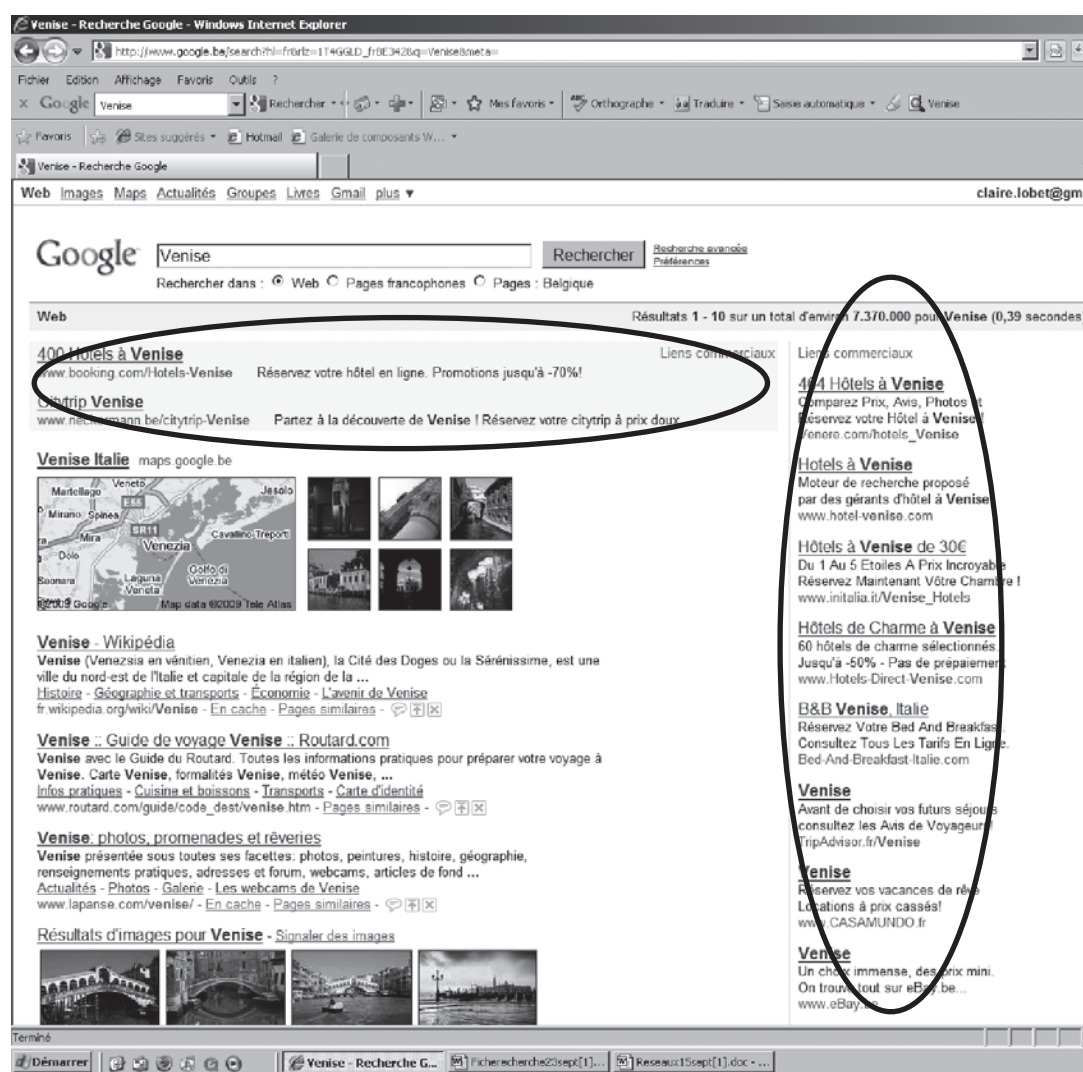 Venise - Recherche Google - Windows Internet Explorer
http://www.google.be/search?hl=fr&rlz=1T4GGLD_frBE342&q=Venise&meta=
Fichier Edition Affichage Favoris Outils ?
x Google Venise Rechercher Mes favoris Orthographe Traduire Saisie automatique Venise
Favoris Sites suggérés Hotmail Galerie de composants W...
Venise - Recherche Google
Web Images Maps Actualités Groupes Livres Gmail plus ▼ claire.lobet@gm
Google Venise Rechercher Recherche avancée
Préférences
Rechercher dans : Web Pages francophones Pages : Belgique
Web Résultats 1 - 10 sur un total d'environ 7.370.000 pour Venise (0,39 secondes)
400 Hotels à Venise Liens commerciaux
www.booking.com/Hotels-Venise Réservez votre hôtel en ligne. Promotions jusqu'à -70%!
Citytrip Venise
www.neckermann.be/citytrip-Venise Partez à la découverte de Venise ! Réservez votre citytrip à prix doux
Venise Italie maps.google.be
Martellago Veneto Jesolo
Mirano Spinea E55
Mira SR11 Cavallino-Treporti
Dolo Venezia
Golfo di
Laguna Venezia
Veneta
©2009 Google Map data ©2009 Tele Atlas
Venise - Wikipédia
Venise (Venezsia en vénitien, Venezia en italien), la Cité des Doges ou la Sérénissime, est une
ville du nord-est de l'Italie et capitale de la région de la ...
Histoire - Géographie et transports - Économie - L'avenir de Venise
fr.wikipedia.org/wiki/Venise - En cache - Pages similaires -
Venise :: Guide de voyage Venise :: Routard.com
Venise avec le Guide du Routard. Toutes les informations pratiques pour préparer votre voyage à
Venise. Carte Venise, formalités Venise, météo Venise, ...
Infos pratiques - Cuisine et boissons - Transports - Carte d'identité
www.routard.com/guide/code_dest/venise.htm - Pages similaires -
Venise: photos, promenades et rêveries
Venise présentée sous toutes ses facettes: photos, peintures, histoire, géographie,
renseignements pratiques, adresses et forum, webcams, articles de fond ...
Actualités - Photos - Galerie - Les webcams de Venise
www.lapanse.com/venise/ - En cache - Pages similaires -
Résultats d'images pour Venise - Signaler des images
Liens commerciaux
464 Hôtels à Venise
Comparez Prix, Avis, Photos et
Réservez votre Hôtel à Venise !
Venere.com/hotels_Venise
Hotels à Venise
Moteur de recherche proposé
par des gérants d'hôtel à Venise
www.hotel-venise.com
Hôtels à Venise de 30€
Du 1 Au 5 Etoiles A Prix Incroyable
Réservez Maintenant Vôtre Chambre !
www.initalia.it/Venise_Hotels
Hôtels de Charme à Venise
60 hôtels de charme sélectionnés.
Jusqu'à -50% - Pas de prépaiement
www.Hotels-Direct-Venise.com
B&B Venise, Italie
Réservez Votre Bed And Breakfast.
Consultez Tous Les Tarifs En Ligne.
Bed-And-Breakfast-Italie.com
Venise
Avant de choisir vos futurs séjours
consultez les Avis de Voyageurs!
TripAdvisor.fr/Venise
Venise
Réservez vos vacances de rêve
Locations à prix cassés!
www.CASAMUNDO.fr
Venise
Un choix immense, des prix mini.
On trouve tout sur eBay.be...
www.eBay.be
Terminé
Démarrer Venise - Recherche G... Ficherecherche23sept[1]... Reseaux15sept[1].doc - ...